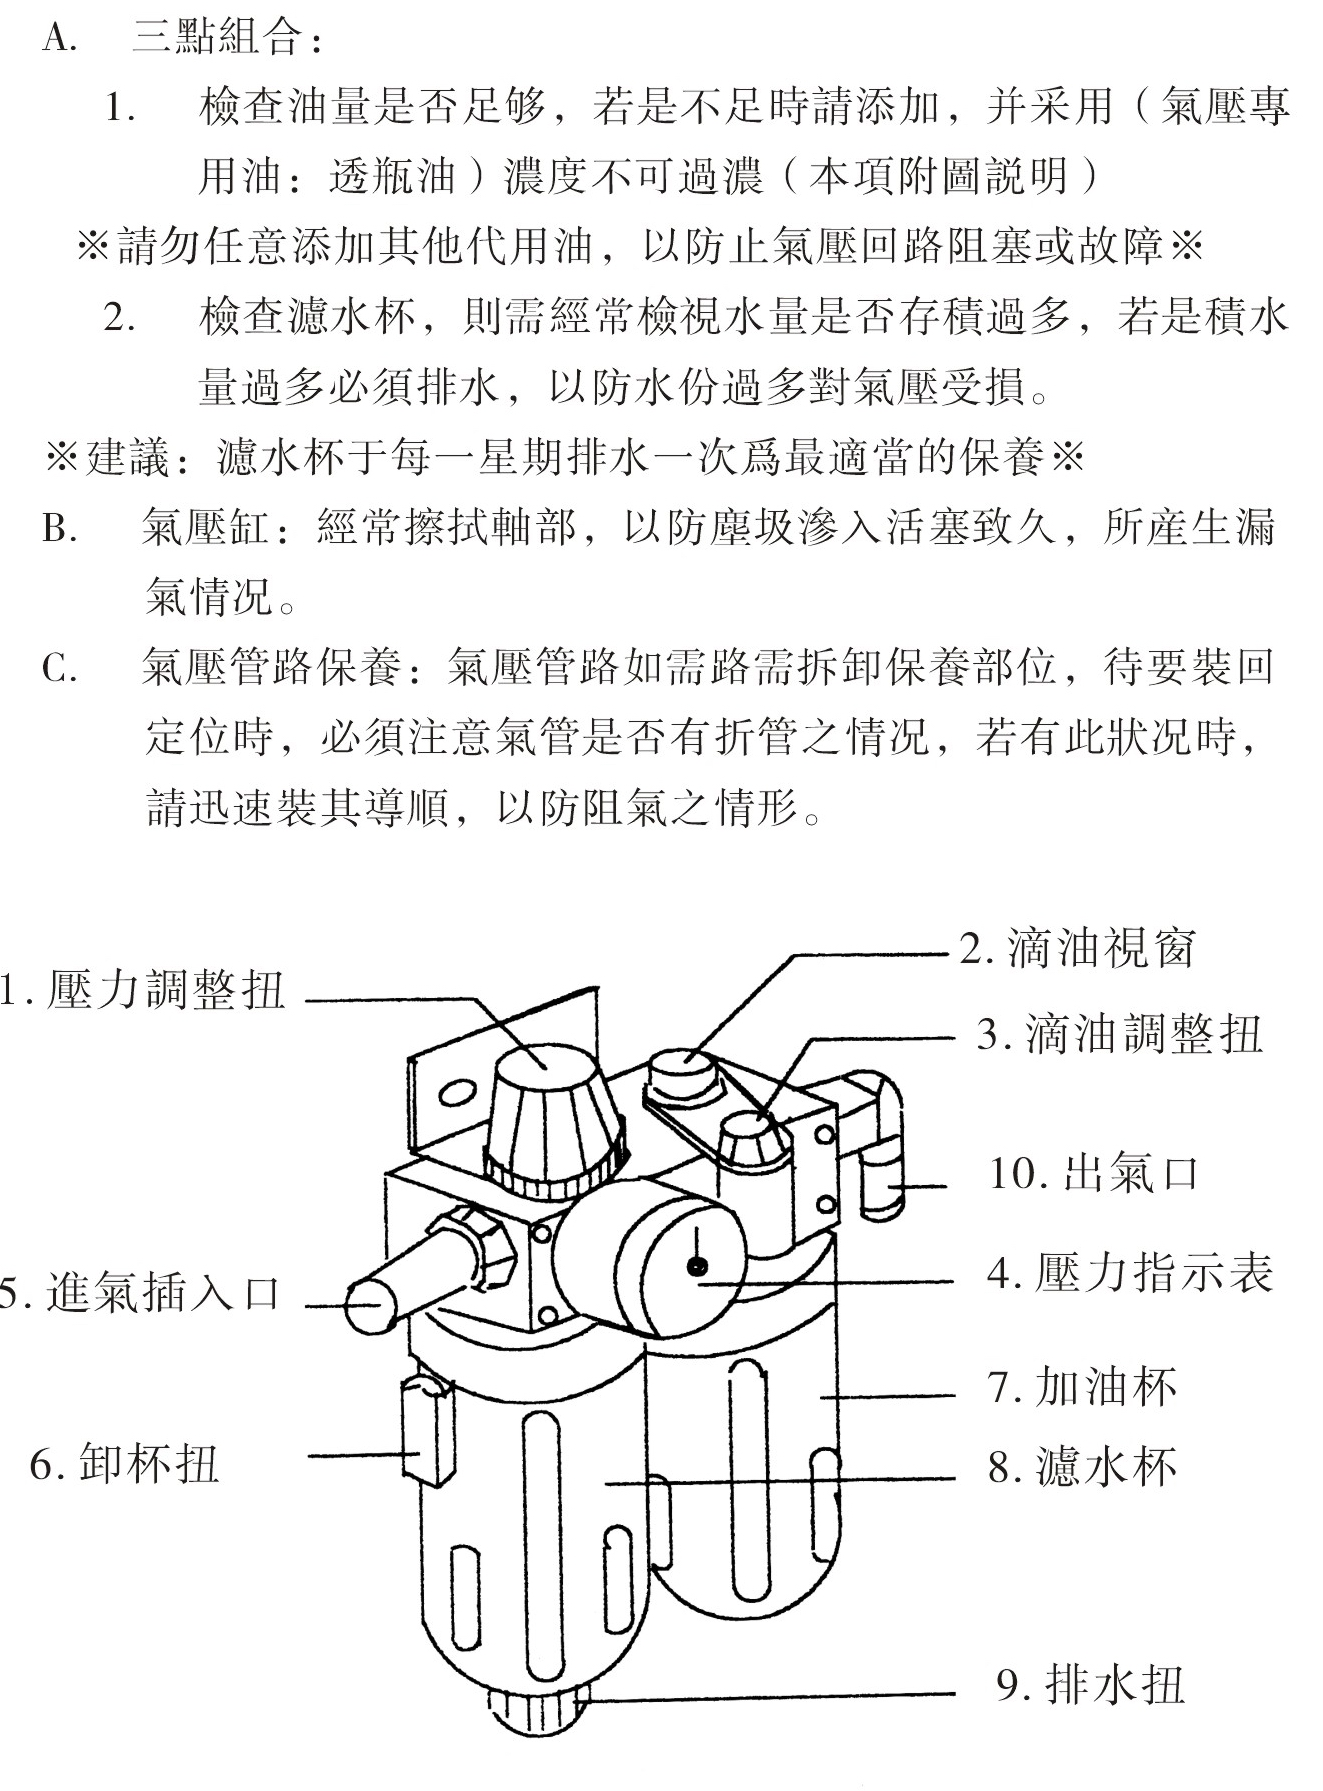 A. 三點組合：
1. 檢查油量是否足够，若是不足時請添加，并采用（氣壓專
用油：透瓶油）濃度不可過濃（本項附圖説明）
※請勿任意添加其他代用油，以防止氣壓回路阻塞或故障※
2. 檢查濾水杯，則需經常檢視水量是否存積過多，若是積水
量過多必須排水，以防水份過多對氣壓受損。
※建議：濾水杯于每一星期排水一次爲最適當的保養※
B. 氣壓缸：經常擦拭軸部，以防塵圾滲入活塞致久，所産生漏
氣情况。
C. 氣壓管路保養：氣壓管路如需路需拆卸保養部位，待要裝回
定位時，必須注意氣管是否有折管之情况，若有此狀况時，
請迅速裝其導順，以防阻氣之情形。
2.滴油視窗
1.壓力調整扭
3.滴油調整扭
10.出氣口
4.壓力指示表
5.進氣插入口
7.加油杯
6.卸杯扭
8.濾水杯
9.排水扭